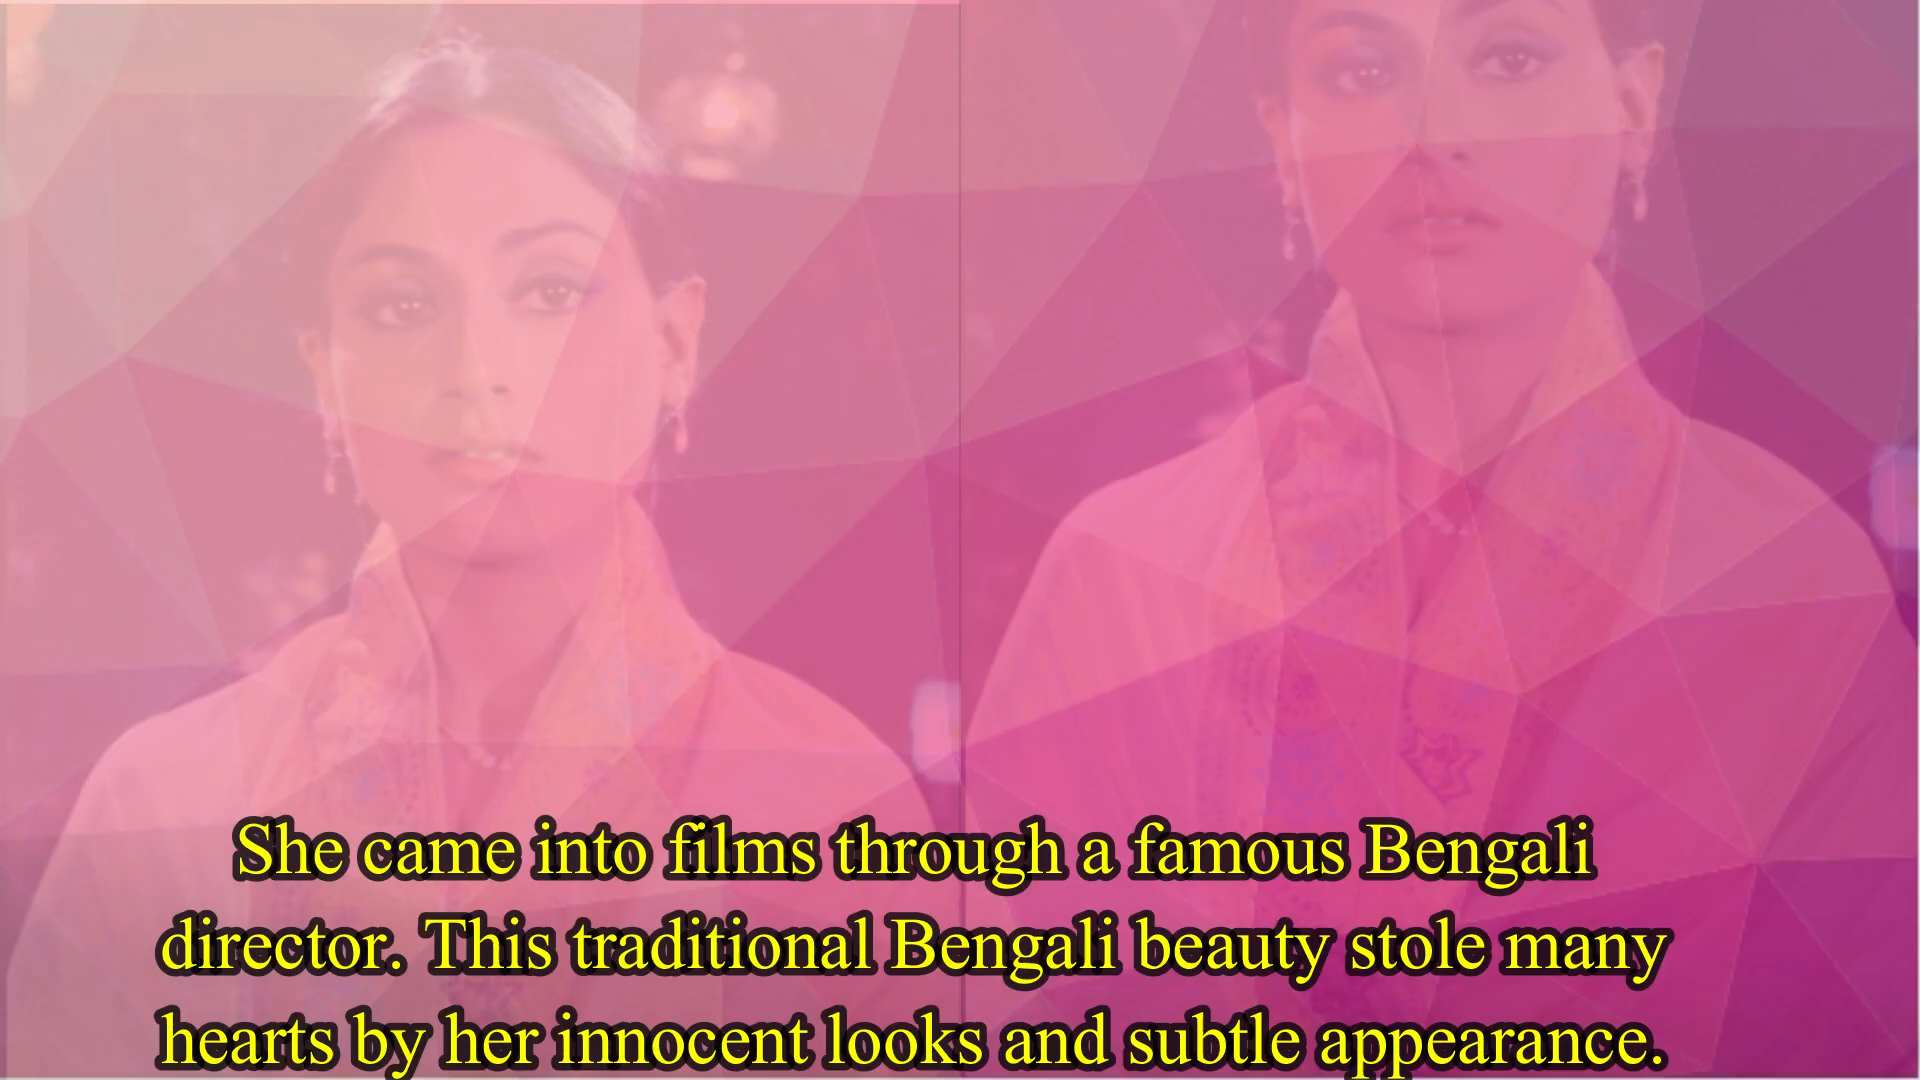 She came into films through a famous Bengali
director. This traditional Bengali beauty stole many
hearts by her innocent looks and subtle appearance.